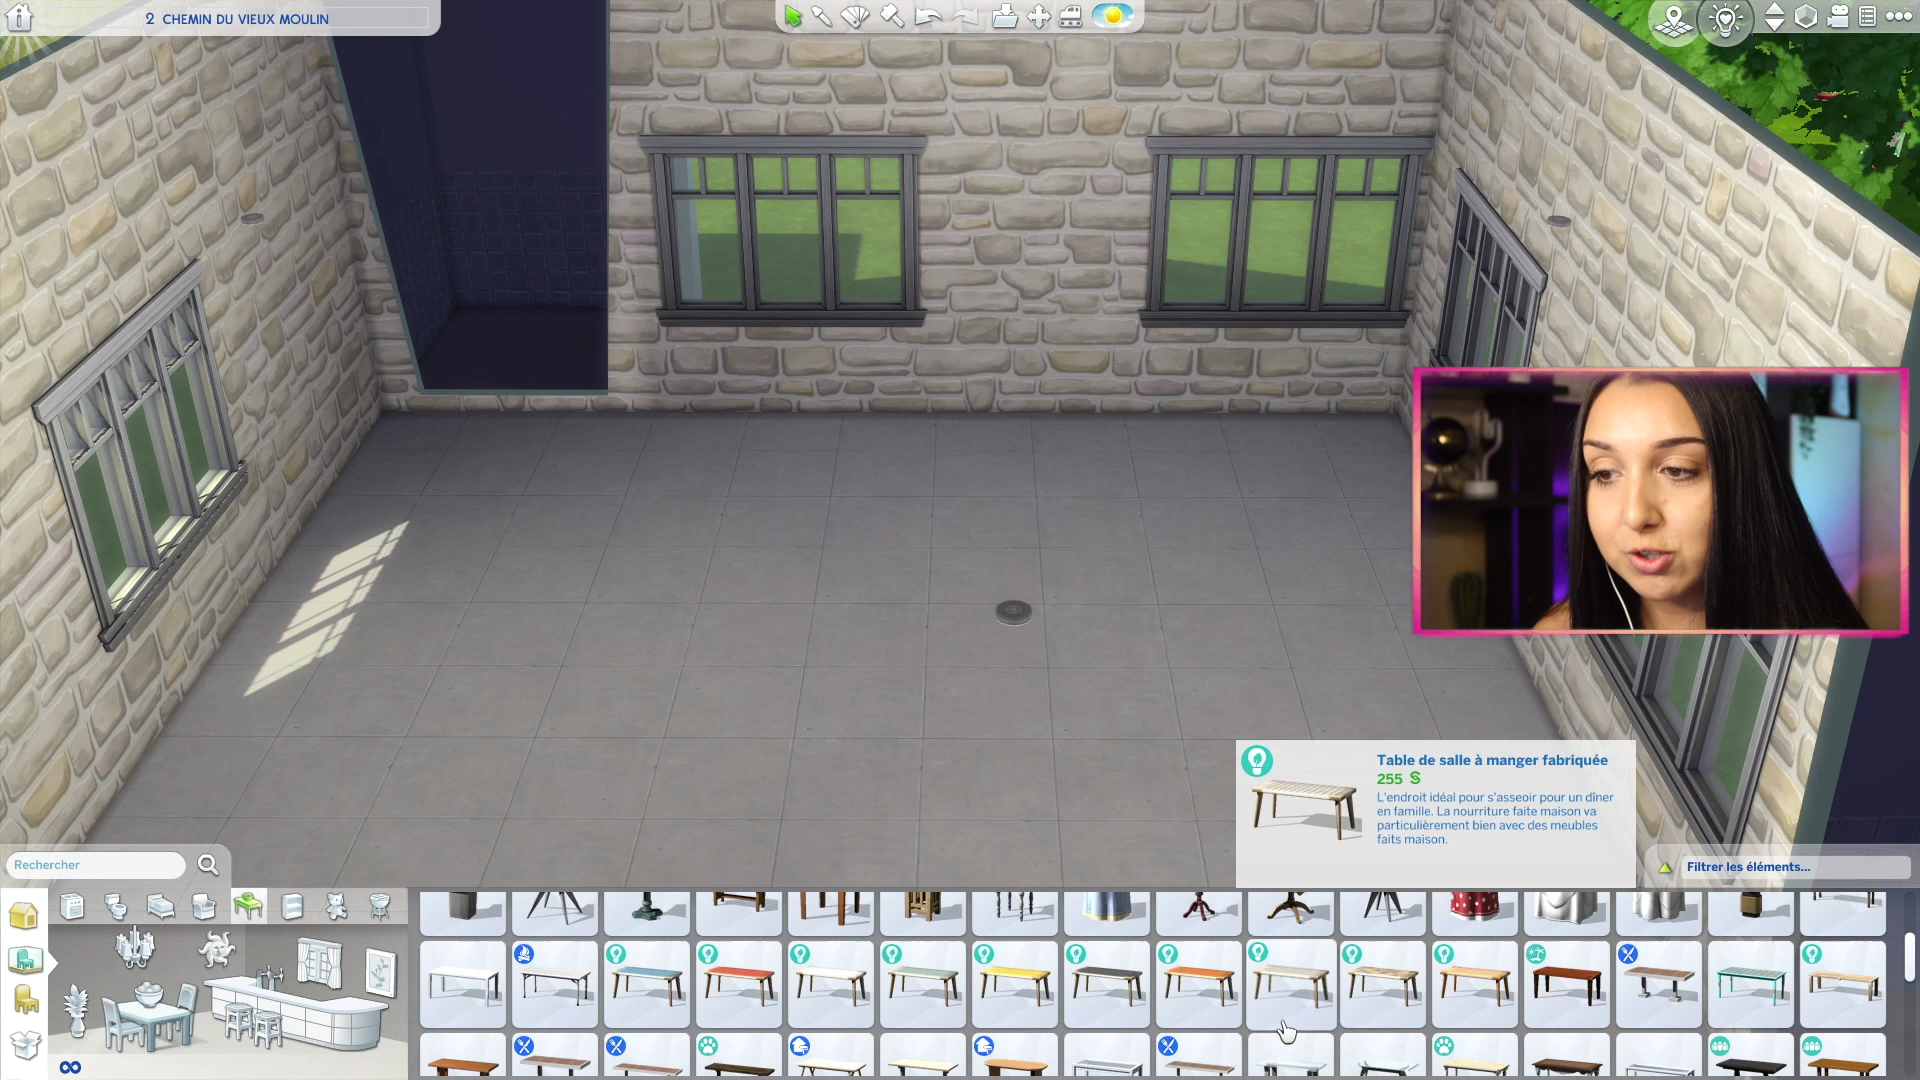 2 CHEMIN DU VIEUX MOULIN
Table de salle à manger fabriquée
255 §
L'endroit idéal pour s'asseoir pour un dîner
en famille. La nourriture faite maison va
particulièrement bien avec des meubles
faits maison.
Rechercher
Filtrer les éléments...